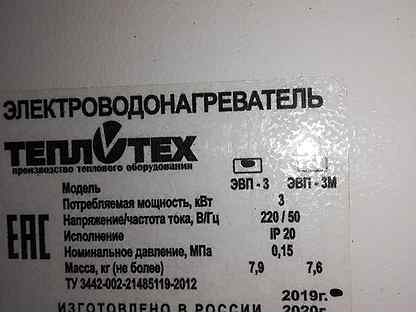 ЭЛЕКТРОВОДОНАГРЕВАТЕЛЬ
ТЕПЛОТЕХ
производство теплового оборудования
Модель ЭВП - 3 ЭВП - 3М
Потребляемая мощность, кВт 3
Напряжение/частота тока, В/Гц 220 / 50
Исполнение IP 20
Номинальное давление, МПа 0,15
Масса, кг (не более) 7,9 7,6
ТУ 3442-002-21485119-2012
EAC
2019г.
ИЗГОТОВЛЕНО В РОССИИ 2020г.